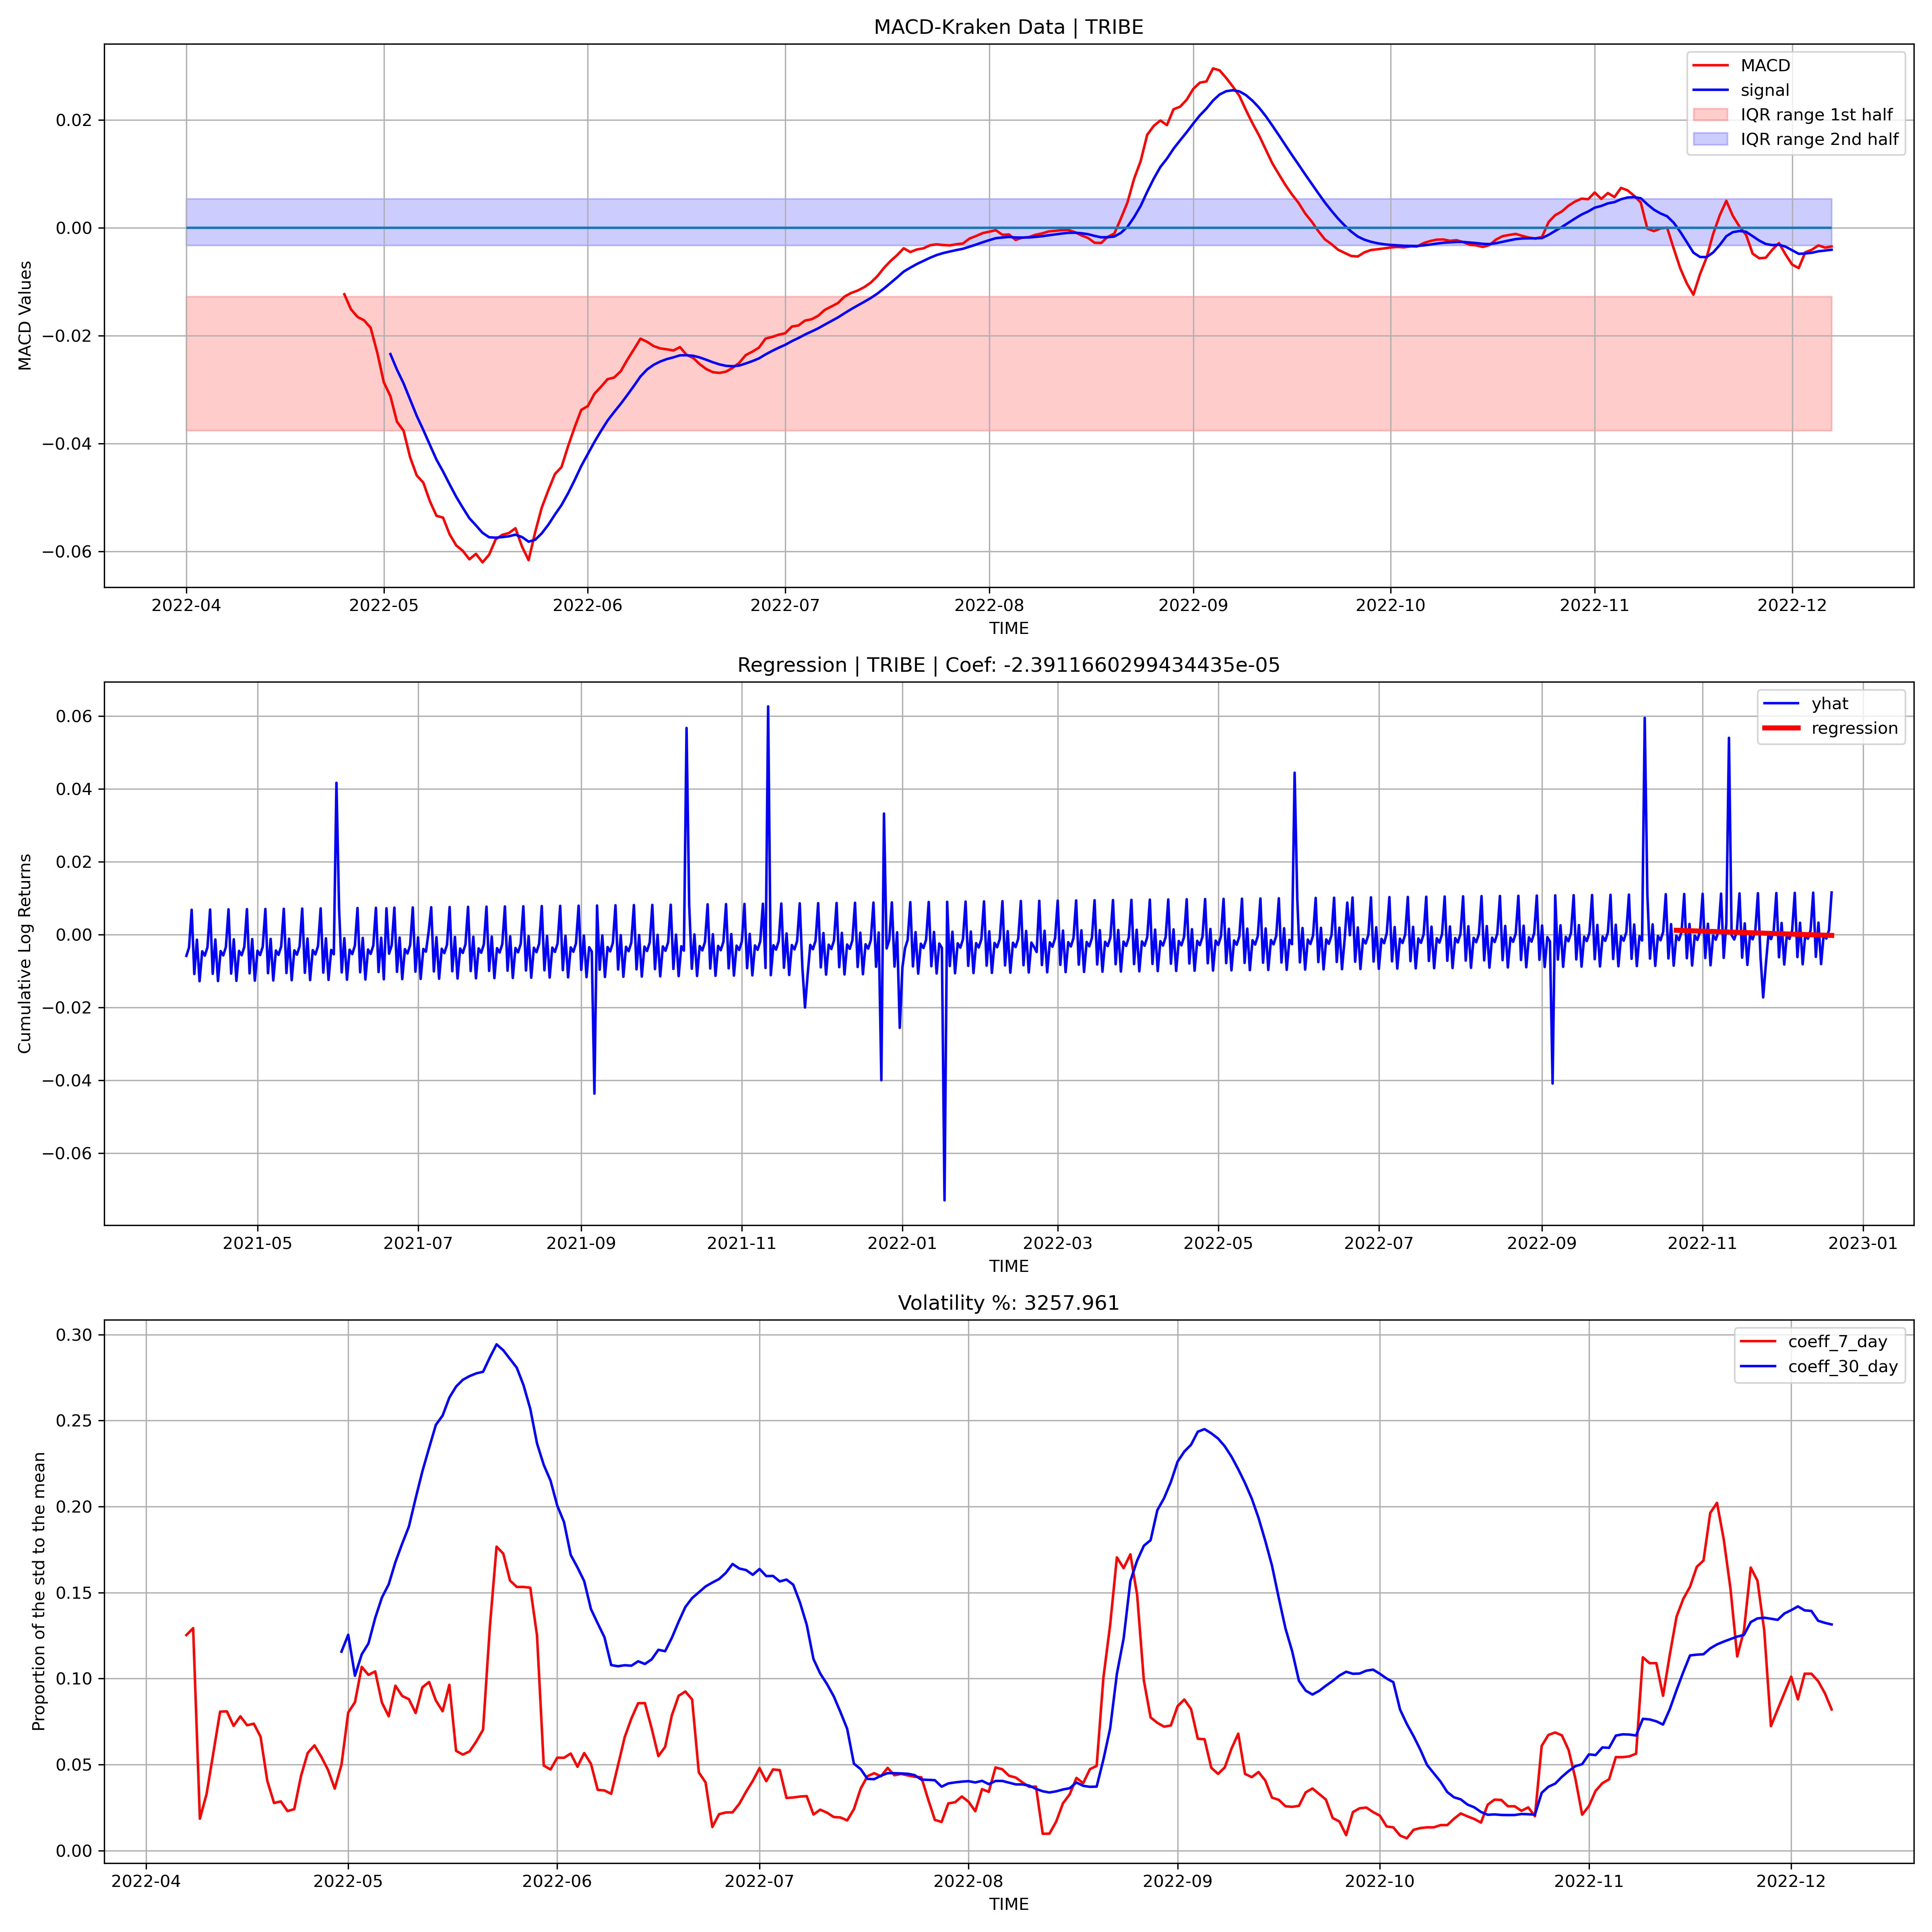 MACD-Kraken Data | TRIBE
MACD
signal
IQR range 1st half
IQR range 2nd half
0.02
0.00
−0.02
−0.04
−0.06
MACD Values
2022-04 2022-05 2022-06 2022-07 2022-08 2022-09 2022-10 2022-11 2022-12
TIME
Regression | TRIBE | Coef: -2.3911660299434435e-05
yhat
regression
0.06
0.04
0.02
0.00
−0.02
−0.04
−0.06
Cumulative Log Returns
2021-05 2021-07 2021-09 2021-11 2022-01 2022-03 2022-05 2022-07 2022-09 2022-11 2023-01
TIME
Volatility %: 3257.961
coeff_7_day
coeff_30_day
0.30
0.25
0.20
0.15
0.10
0.05
0.00
Proportion of the std to the mean
2022-04 2022-05 2022-06 2022-07 2022-08 2022-09 2022-10 2022-11 2022-12
TIME